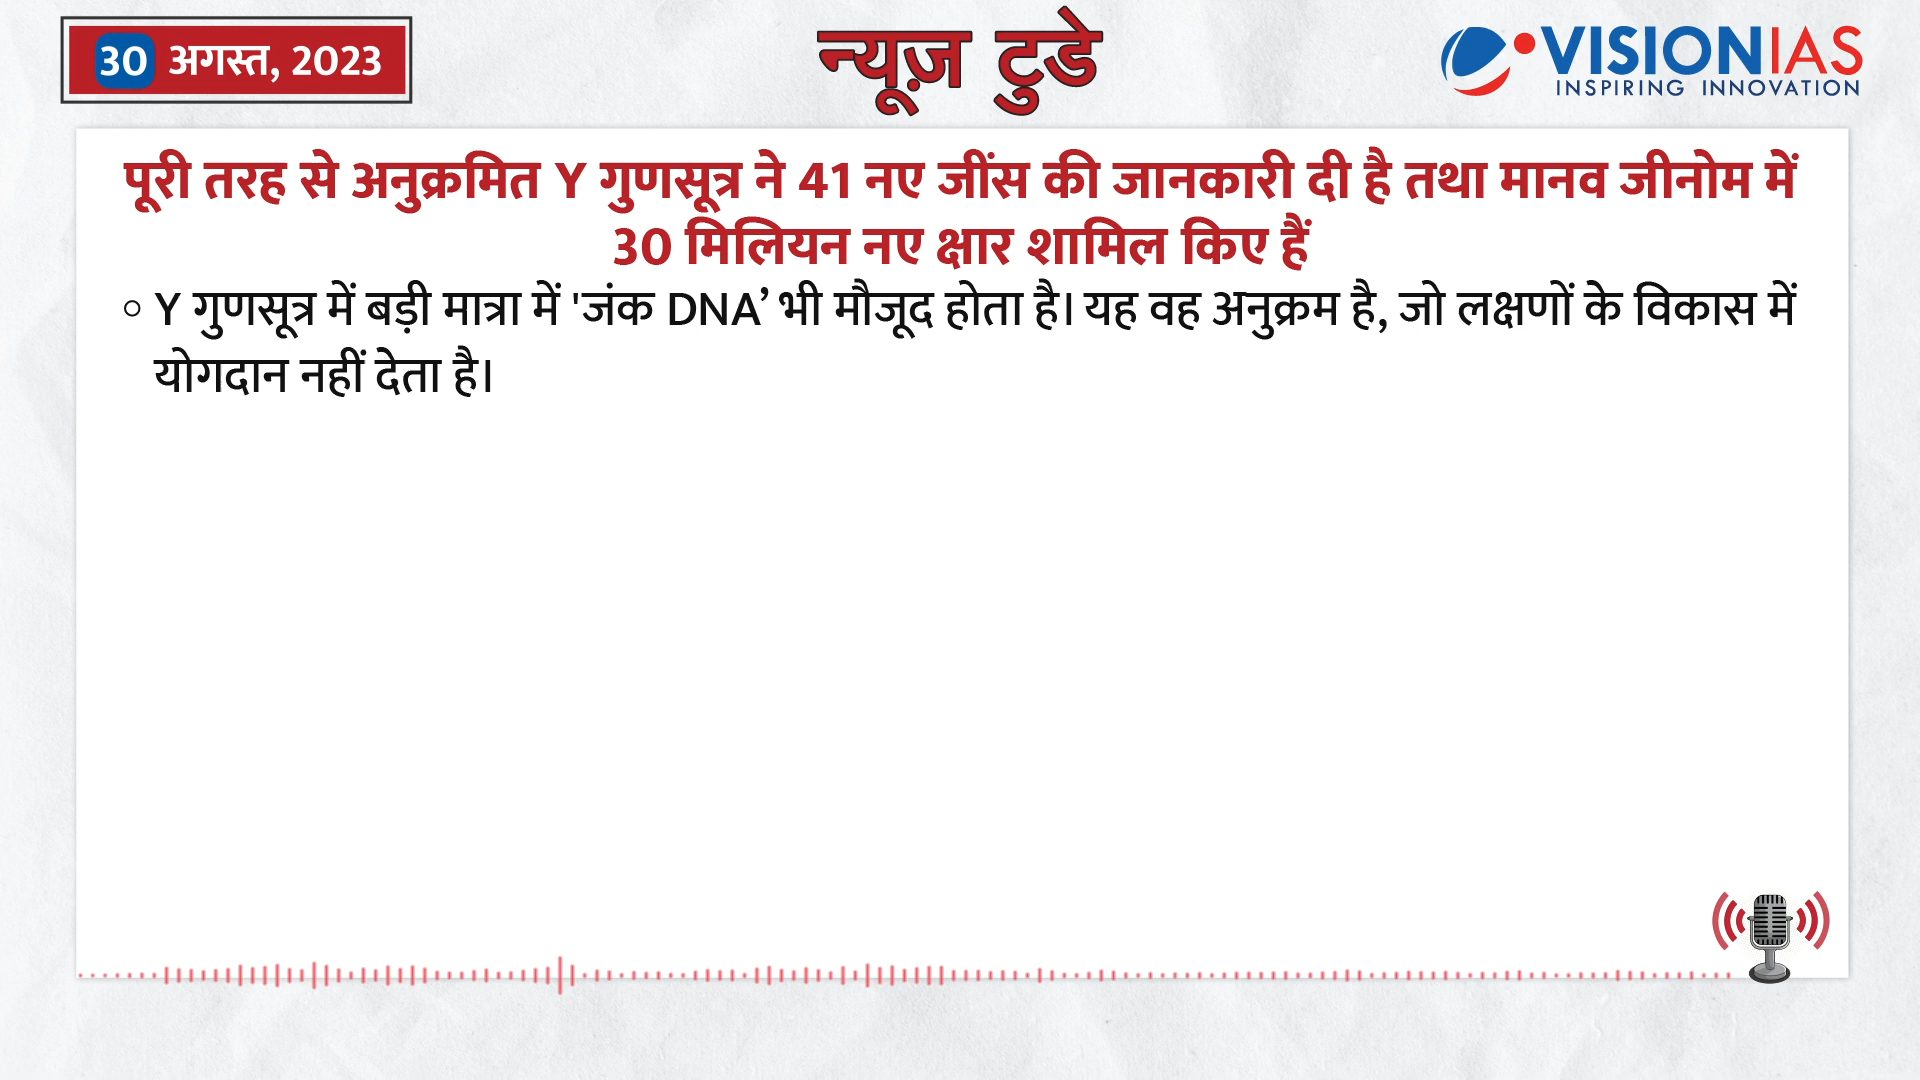 30 अगस्त, 2023
न्यूज़ टुडे
VISIONIAS
INSPIRING INNOVATION
पूरी तरह से अनुक्रमित Y गुणसूत्र ने 41 नए जींस की जानकारी दी है तथा मानव जीनोम में
30 मिलियन नए क्षार शामिल किए हैं
○ Y गुणसूत्र में बड़ी मात्रा में 'जंक DNA’ भी मौजूद होता है। यह वह अनुक्रम है, जो लक्षणों के विकास में
योगदान नहीं देता है।